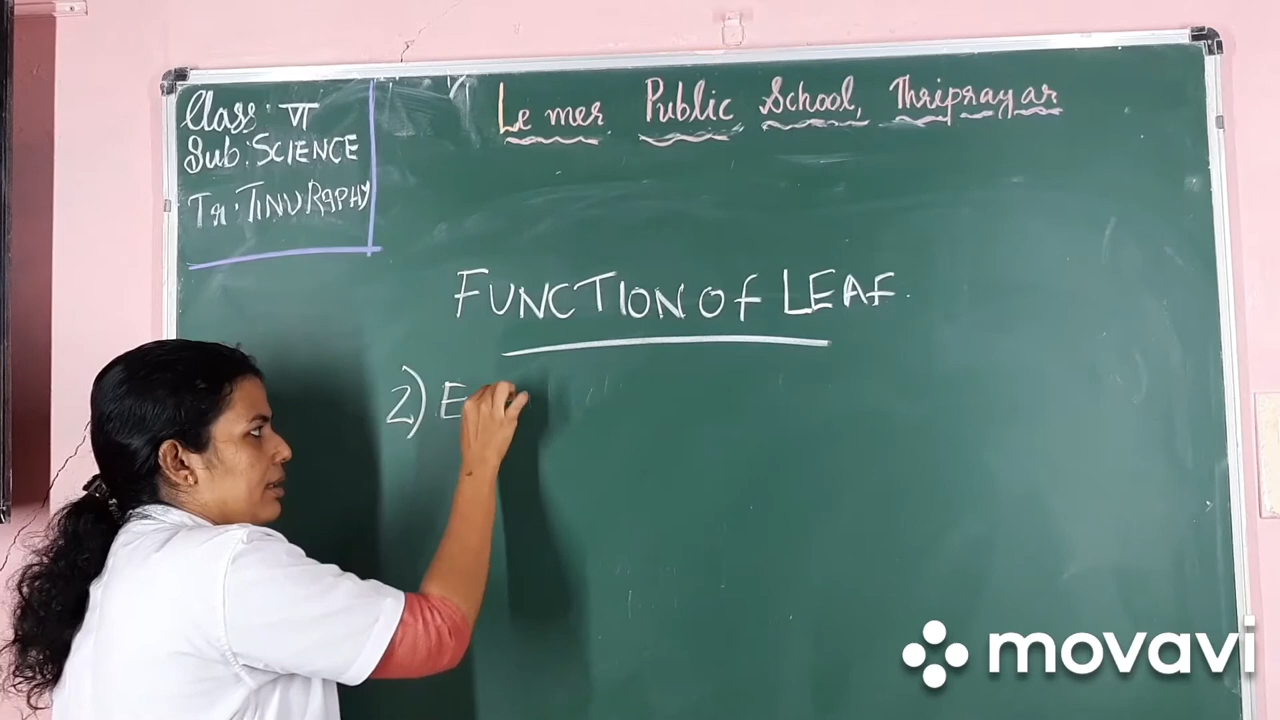 Le mer Public School, Thriprayar
Class: VI
Sub: SCIENCE
Tr: TINU RAPHY
FUNCTION OF LEAF.
2) E
movavi